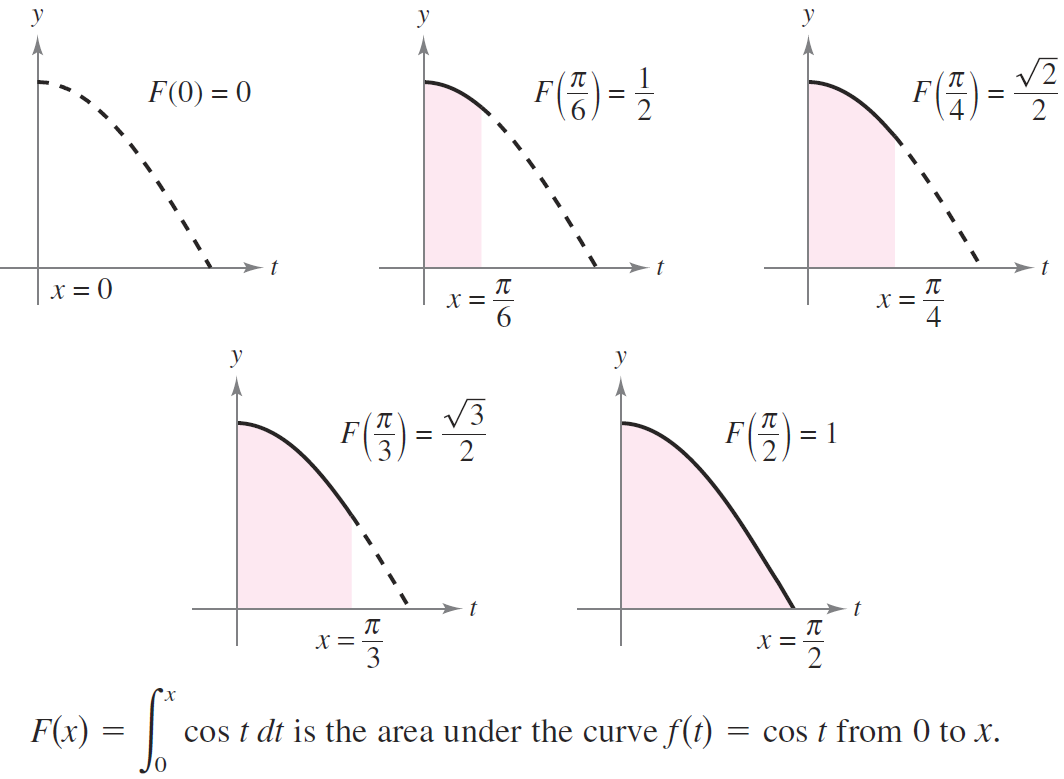 y y y
F(0) = 0 F(π/6) = 1/2 F(π/4) = √2/2
t t t
x = 0 x = π/6 x = π/4
y y
F(π/3) = √3/2 F(π/2) = 1
t t
x = π/3 x = π/2
F(x) = ∫₀ˣ cos t dt is the area under the curve f(t) = cos t from 0 to x.